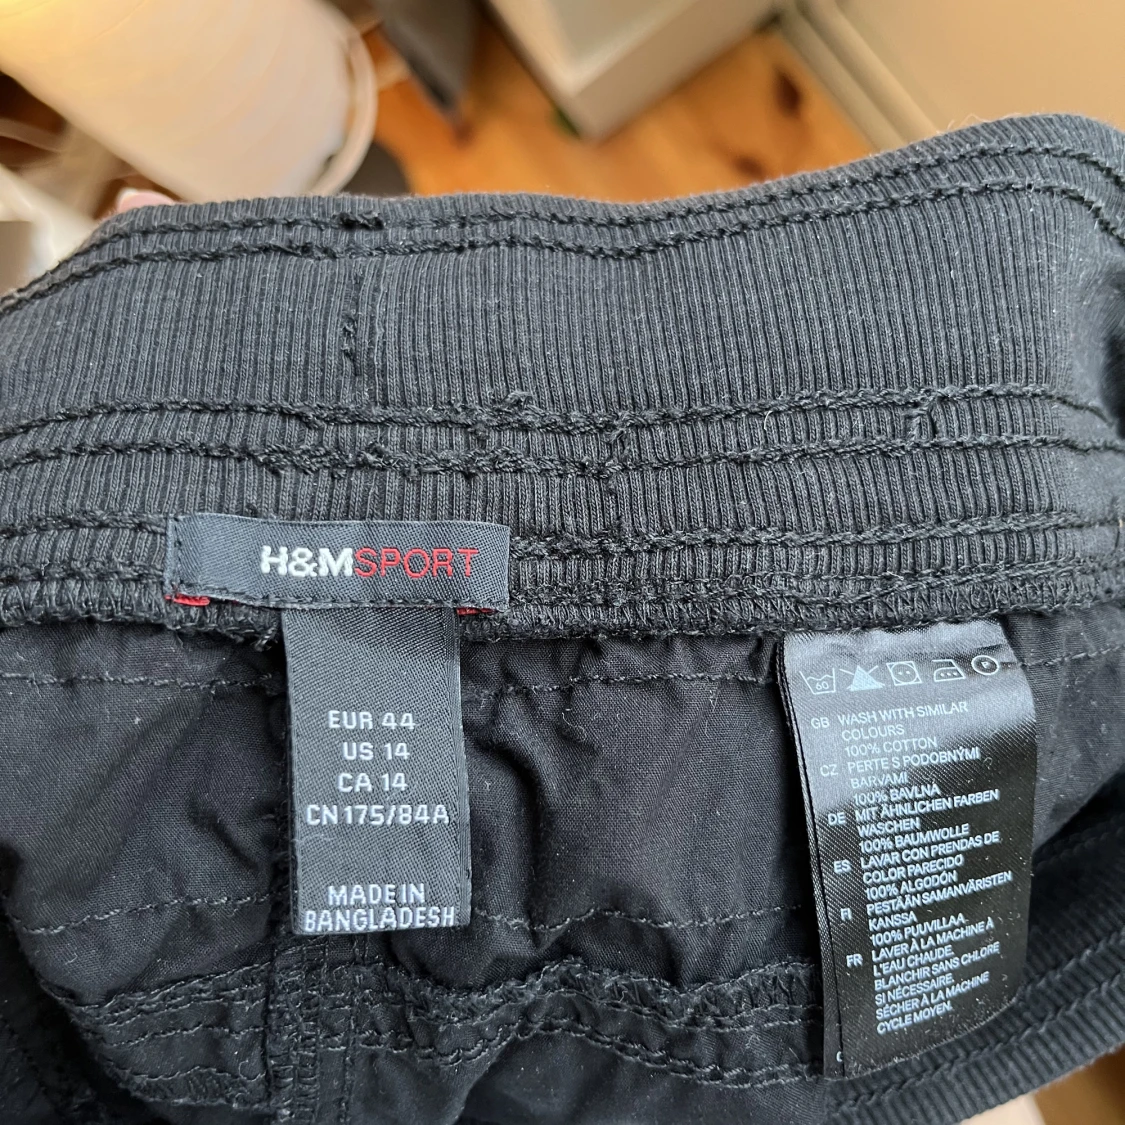 H&MSPORT
EUR 44
US 14
CA 14
CN 175/84A
MADE IN
BANGLADESH
60
GB WASH WITH SIMILAR
COLOURS
100% COTTON
CZ PERTE S PODOBNÝMI
BARVAMI
100% BAVLNA
DE MIT ÄHNLICHEN FARBEN
WASCHEN
100% BAUMWOLLE
ES LAVAR CON PRENDAS DE
COLOR PARECIDO
100% ALGODÓN
FI PESTÄÄN SAMANVÄRISTEN
KANSSA
100% PUUVILLAA
FR LAVER À LA MACHINE À
L'EAU CHAUDE.
BLANCHIR SANS CHLORE
SI NÉCESSAIRE.
SÉCHER À LA MACHINE
CYCLE MOYEN.